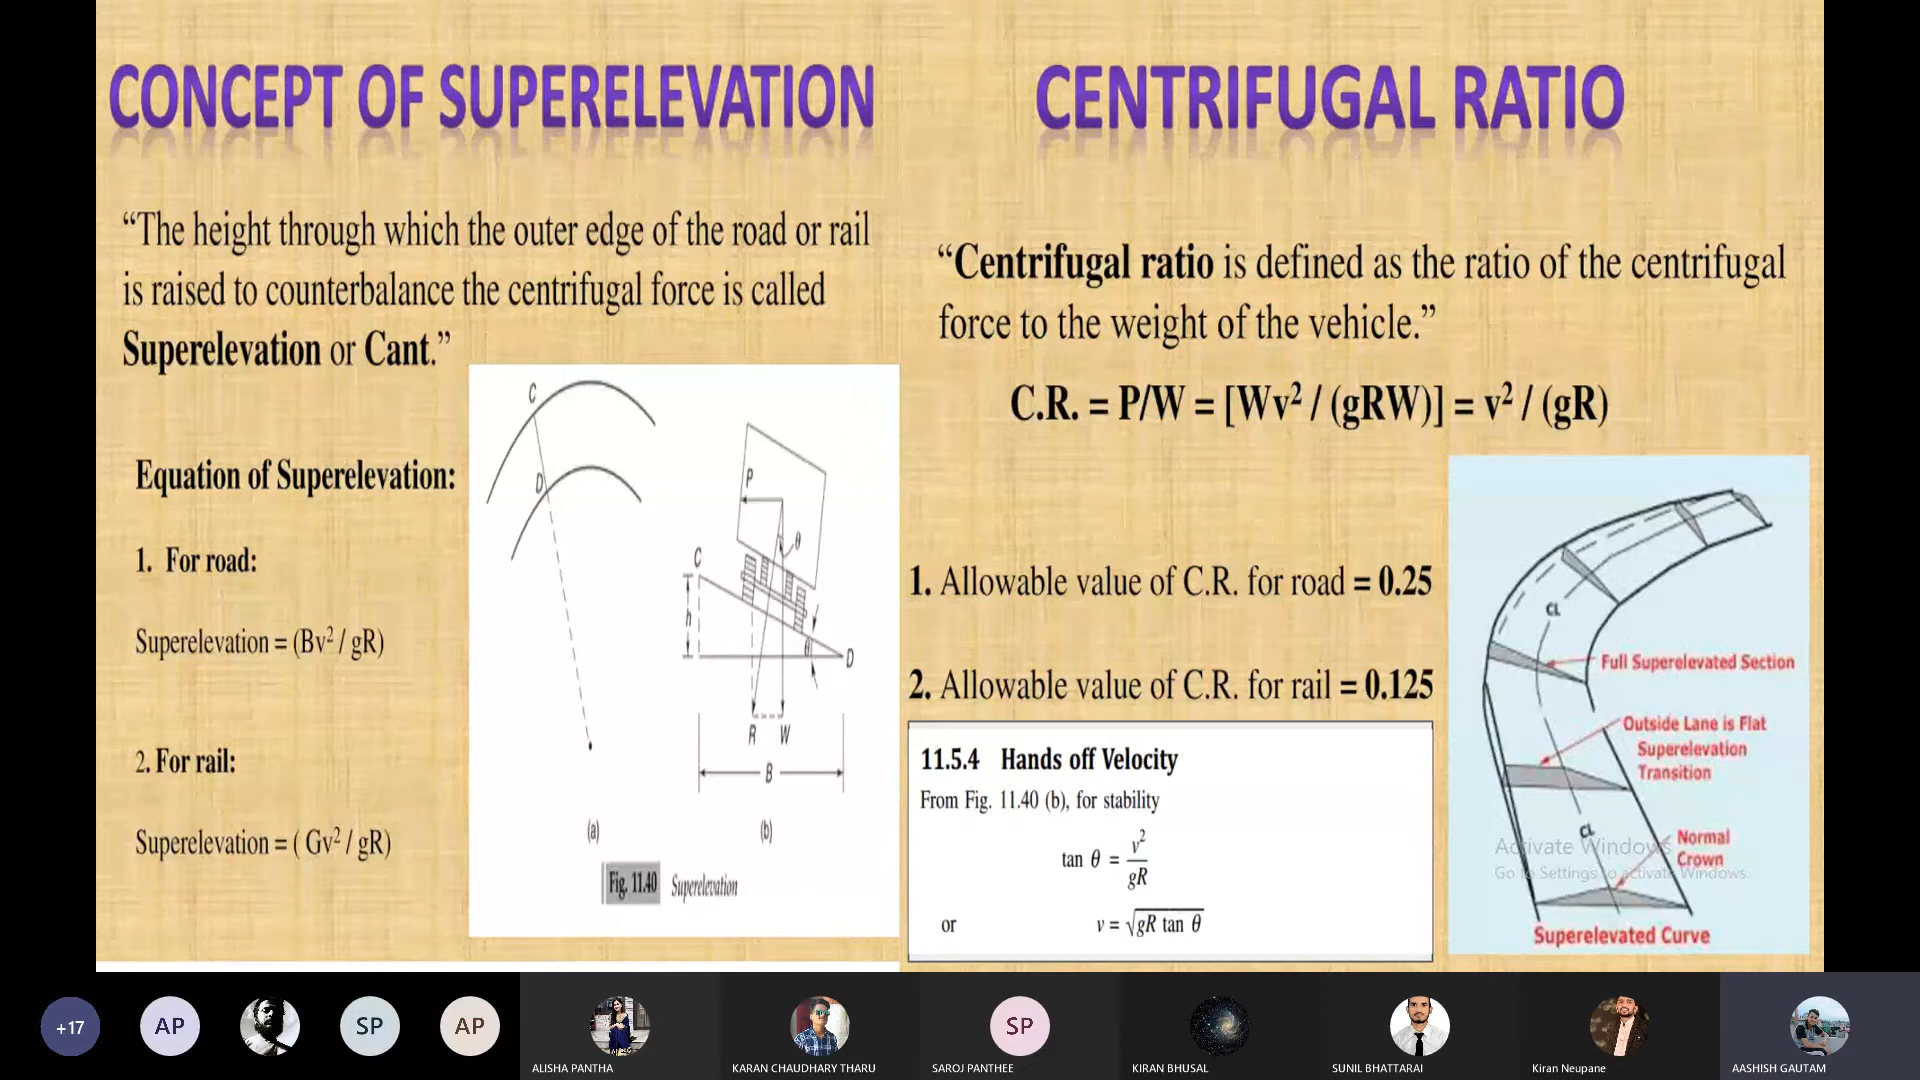 CONCEPT OF SUPERELEVATION
“The height through which the outer edge of the road or rail
is raised to counterbalance the centrifugal force is called
Superelevation or Cant.”
Equation of Superelevation:
1. For road:
Superelevation = (Bv² / gR)
2. For rail:
Superelevation = ( Gv² / gR)
C
D
P
θ
C
h
θ
D
R
W
B
(a)
(b)
Fig. 11.40 Superelevation
CENTRIFUGAL RATIO
“Centrifugal ratio is defined as the ratio of the centrifugal
force to the weight of the vehicle.”
C.R. = P/W = [Wv² / (gRW)] = v² / (gR)
1. Allowable value of C.R. for road = 0.25
2. Allowable value of C.R. for rail = 0.125
11.5.4 Hands off Velocity
From Fig. 11.40 (b), for stability
tan θ = v²/gR
or v = √gR tan θ
CL
Full Superelevated Section
Outside Lane is Flat
Superelevation
Transition
CL
Normal
Crown
Superelevated Curve
Activate Windows
Go to Settings to activate Windows.
+17
AP
SP
AP
ALISHA PANTHA
KARAN CHAUDHARY THARU
SP
SAROJ PANTHEE
KIRAN BHUSAL
SUNIL BHATTARAI
Kiran Neupane
AASHISH GAUTAM